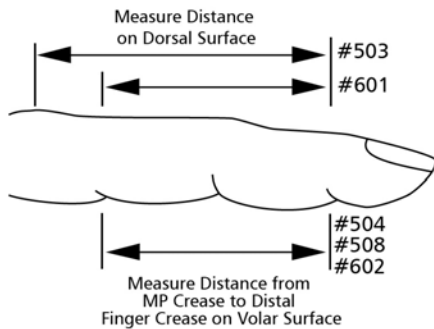 Measure Distance
on Dorsal Surface
#503
#601
#504
#508
#602
Measure Distance from
MP Crease to Distal
Finger Crease on Volar Surface